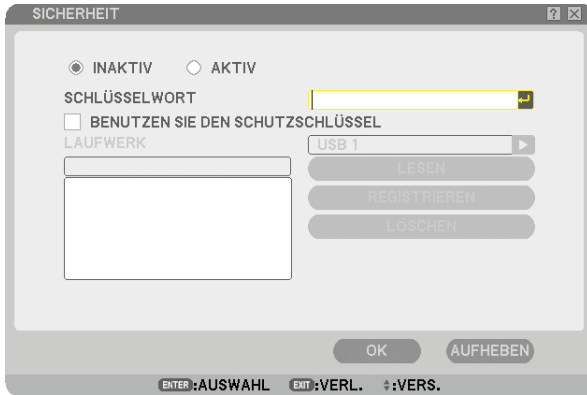 SICHERHEIT
INAKTIV AKTIV
SCHLÜSSELWORT
BENUTZEN SIE DEN SCHUTZSCHLÜSSEL
LAUFWERK USB 1
LESEN
REGISTRIEREN
LÖSCHEN
OK AUFHEBEN
ENTER:AUSWAHL EXIT:VERL. :VERS.